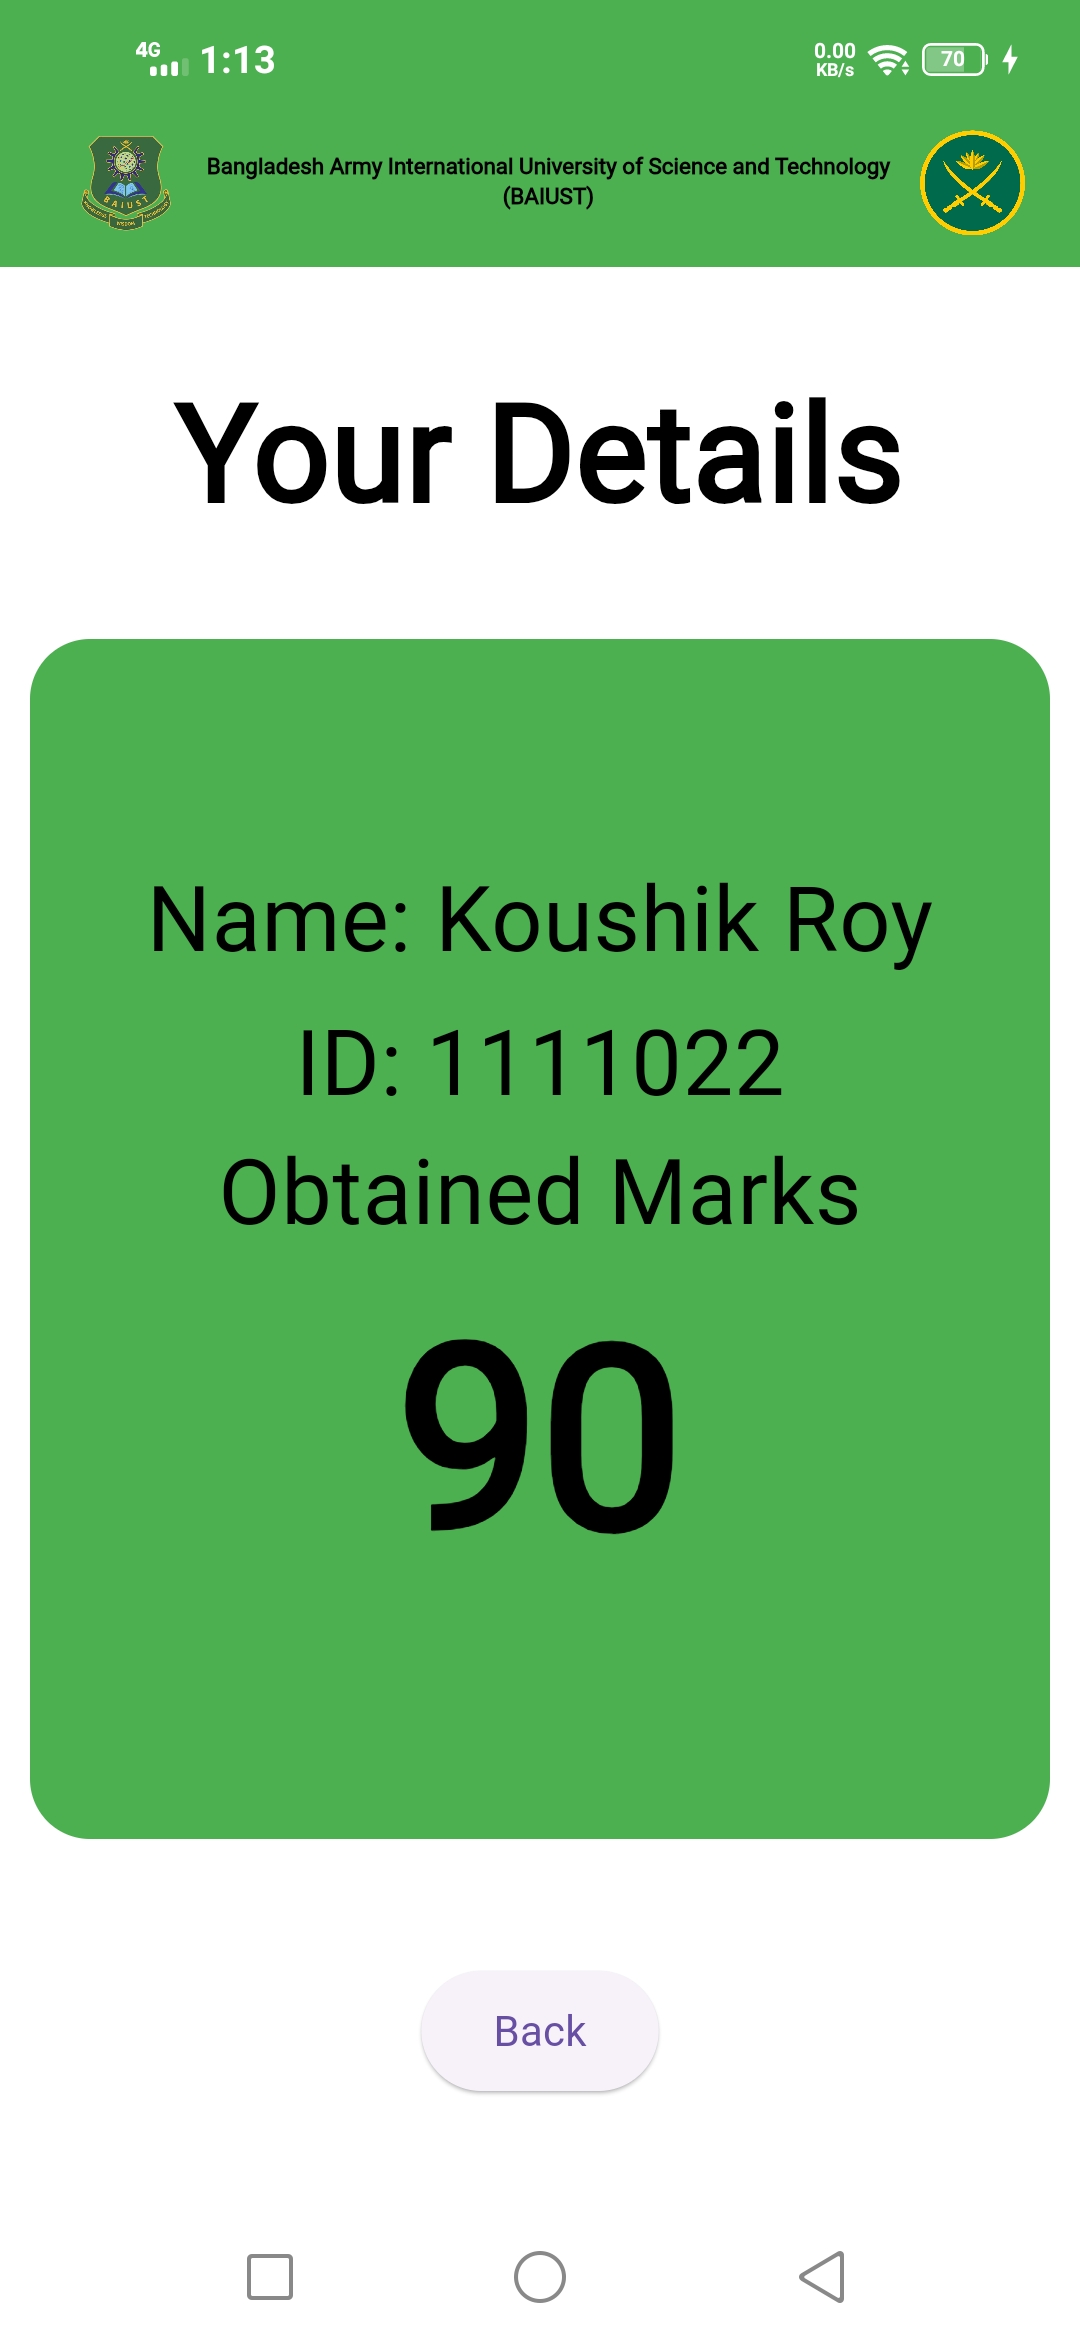 4G 1:13 0.00 KB/s 70
BAIUST
Bangladesh Army International University of Science and Technology
(BAIUST)
Your Details
Name: Koushik Roy
ID: 1111022
Obtained Marks
90
Back